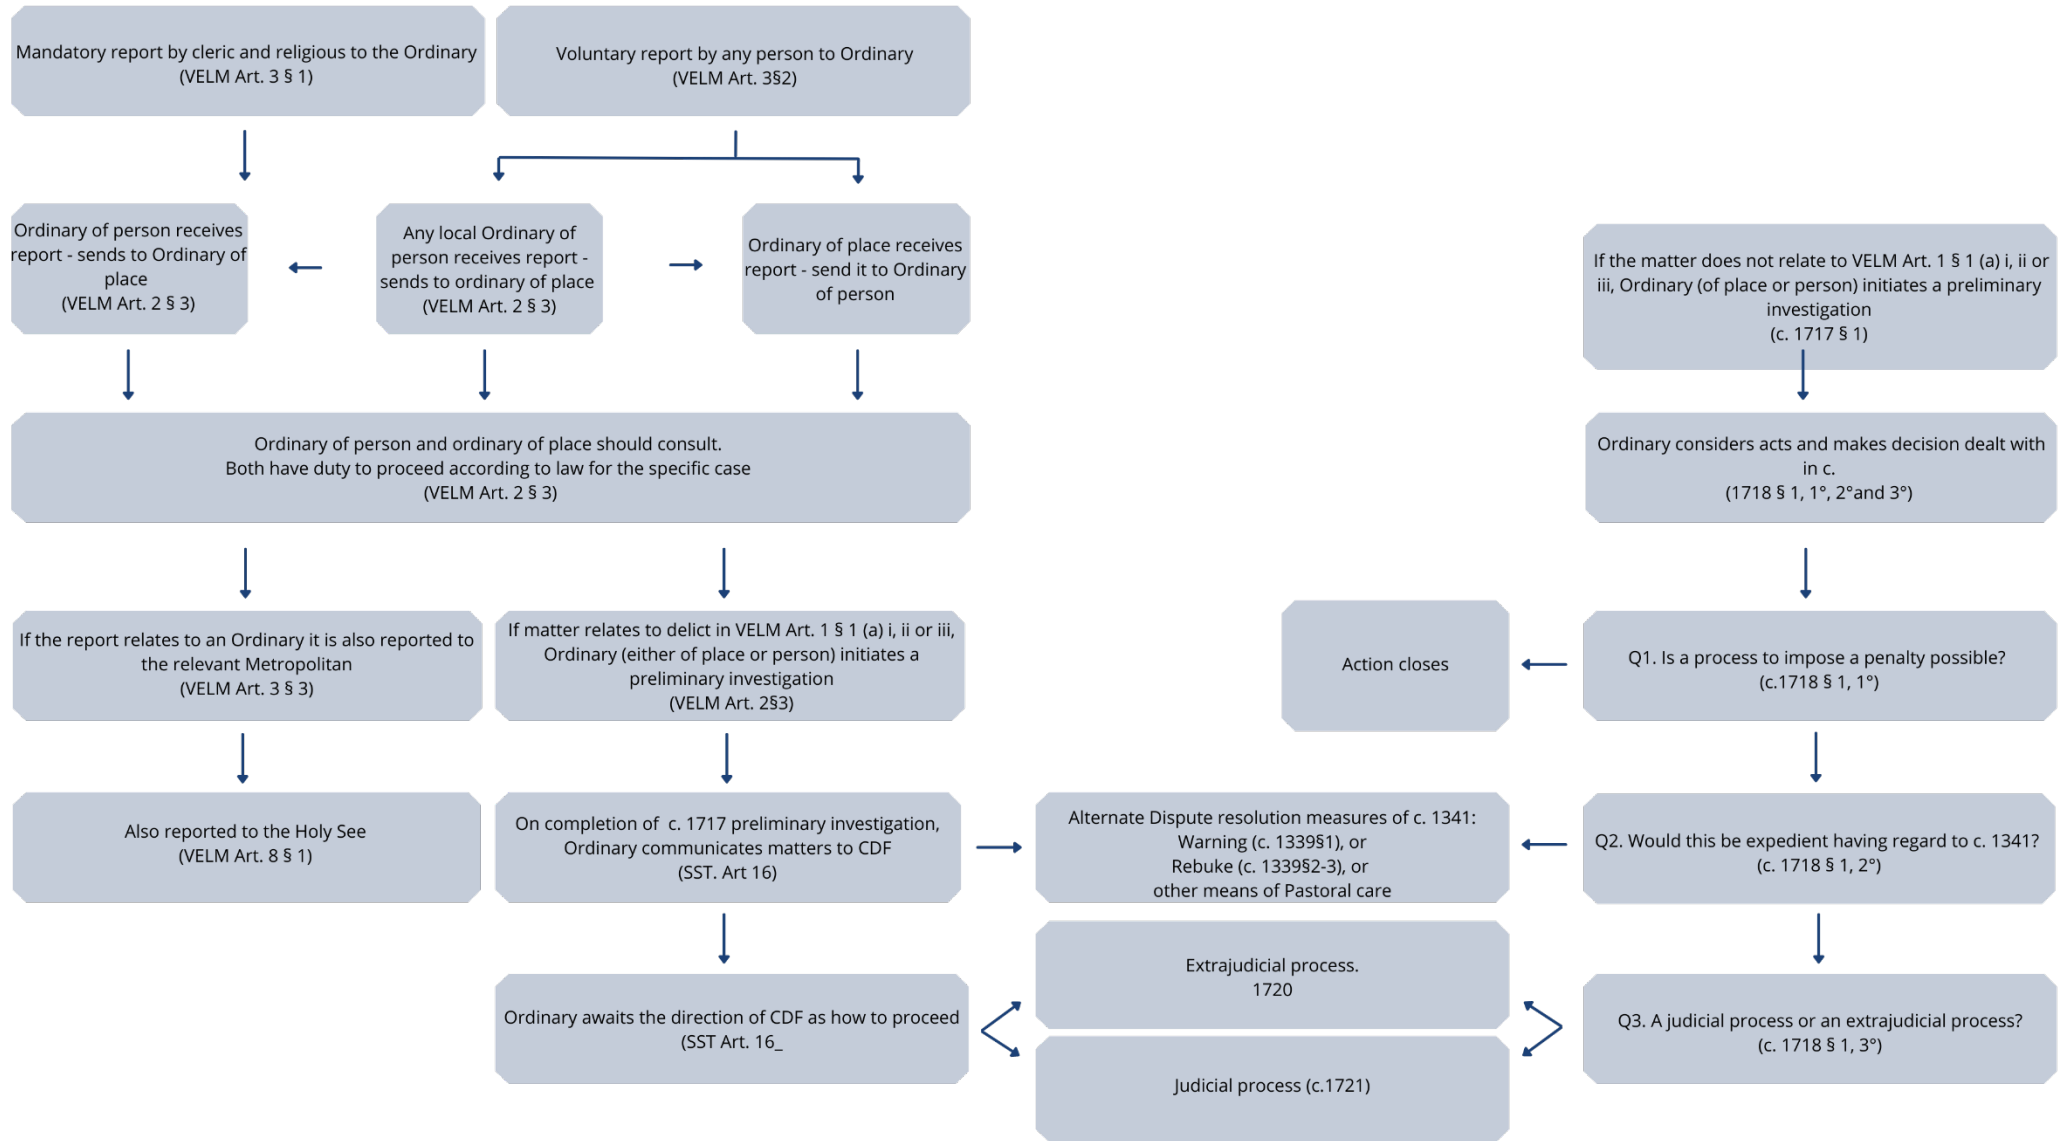 Mandatory report by cleric and religious to the Ordinary
(VELM Art. 3 § 1)
Voluntary report by any person to Ordinary
(VELM Art. 3§2)
Ordinary of person receives
report - sends to Ordinary of
place
(VELM Art. 2 § 3)
Any local Ordinary of
person receives report -
sends to ordinary of place
(VELM Art. 2 § 3)
Ordinary of place receives
report - send it to Ordinary
of person
If the matter does not relate to VELM Art. 1 § 1 (a) i, ii or
iii, Ordinary (of place or person) initiates a preliminary
investigation
(c. 1717 § 1)
Ordinary of person and ordinary of place should consult.
Both have duty to proceed according to law for the specific case
(VELM Art. 2 § 3)
Ordinary considers acts and makes decision dealt with
in c.
(1718 § 1, 1°, 2°and 3°)
If the report relates to an Ordinary it is also reported to
the relevant Metropolitan
(VELM Art. 3 § 3)
If matter relates to delict in VELM Art. 1 § 1 (a) i, ii or iii,
Ordinary (either of place or person) initiates a
preliminary investigation
(VELM Art. 2§3)
Action closes
Q1. Is a process to impose a penalty possible?
(c.1718 § 1, 1°)
Also reported to the Holy See
(VELM Art. 8 § 1)
On completion of  c. 1717 preliminary investigation,
Ordinary communicates matters to CDF
(SST. Art 16)
Alternate Dispute resolution measures of c. 1341:
Warning (c. 1339§1), or
Rebuke (c. 1339§2-3), or
other means of Pastoral care
Q2. Would this be expedient having regard to c. 1341?
(c. 1718 § 1, 2°)
Ordinary awaits the direction of CDF as how to proceed
(SST Art. 16_
Extrajudicial process.
1720
Judicial process (c.1721)
Q3. A judicial process or an extrajudicial process?
(c. 1718 § 1, 3°)